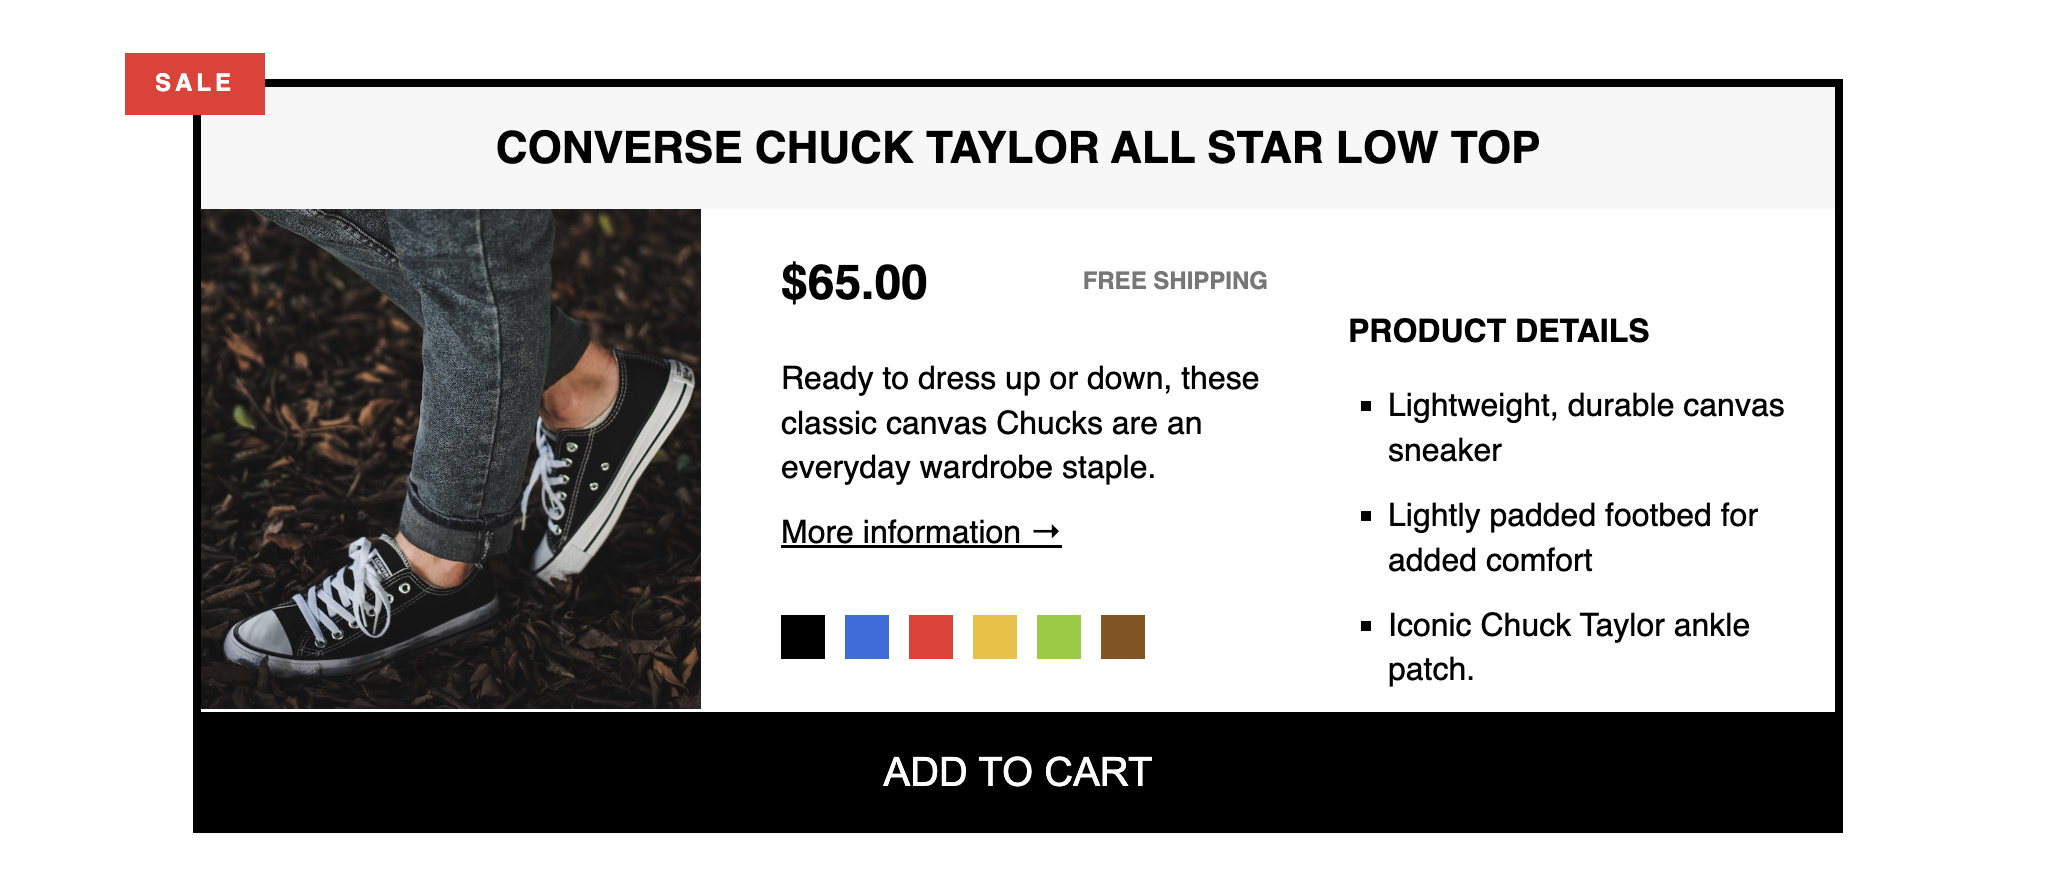 SALE
CONVERSE CHUCK TAYLOR ALL STAR LOW TOP
$65.00
FREE SHIPPING
Ready to dress up or down, these
classic canvas Chucks are an
everyday wardrobe staple.
More information →
PRODUCT DETAILS
Lightweight, durable canvas
sneaker
Lightly padded footbed for
added comfort
Iconic Chuck Taylor ankle
patch.
ADD TO CART